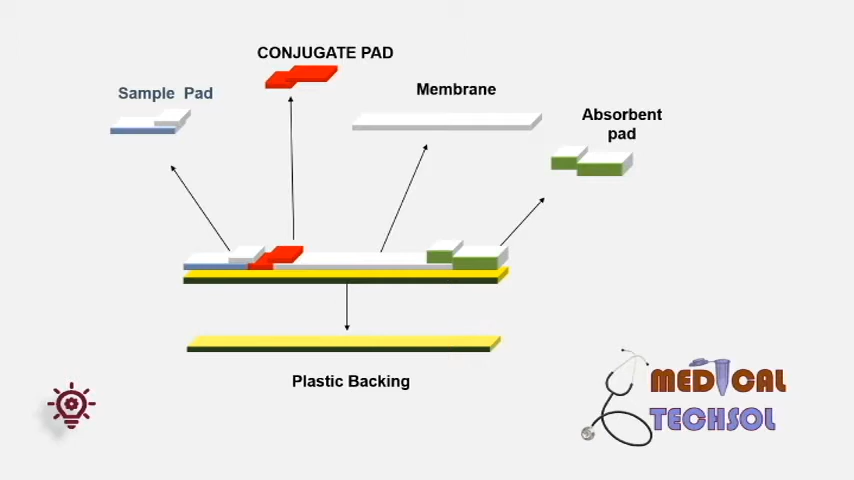 CONJUGATE PAD
Sample Pad
Membrane
Absorbent
pad
Plastic Backing
MEDICAL
TECHSOL